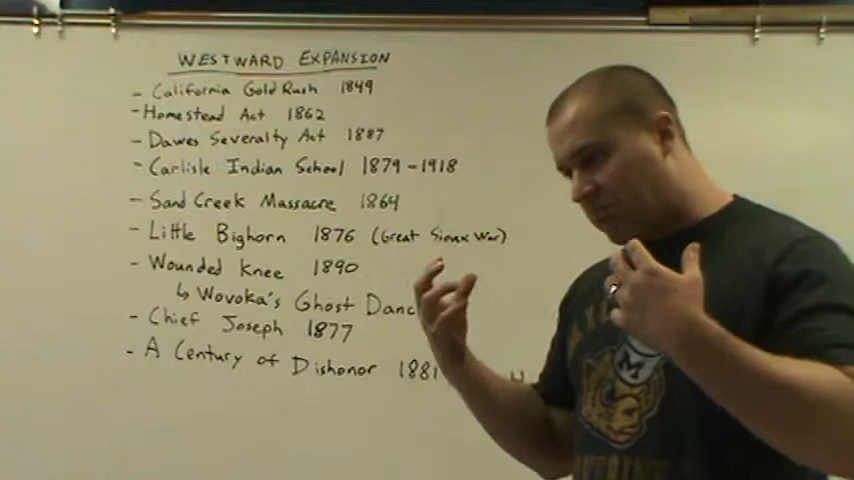 WESTWARD EXPANSION
- California Gold Rush 1849
- Homestead Act 1862
- Dawes Severalty Act 1887
- Carlisle Indian School 1879-1918
- Sand Creek Massacre 1864
- Little Bighorn 1876 (Great Sioux War)
- Wounded Knee 1890
↳ Wovoka's Ghost Danc
- Chief Joseph 1877
- A Century of Dishonor 1881
M